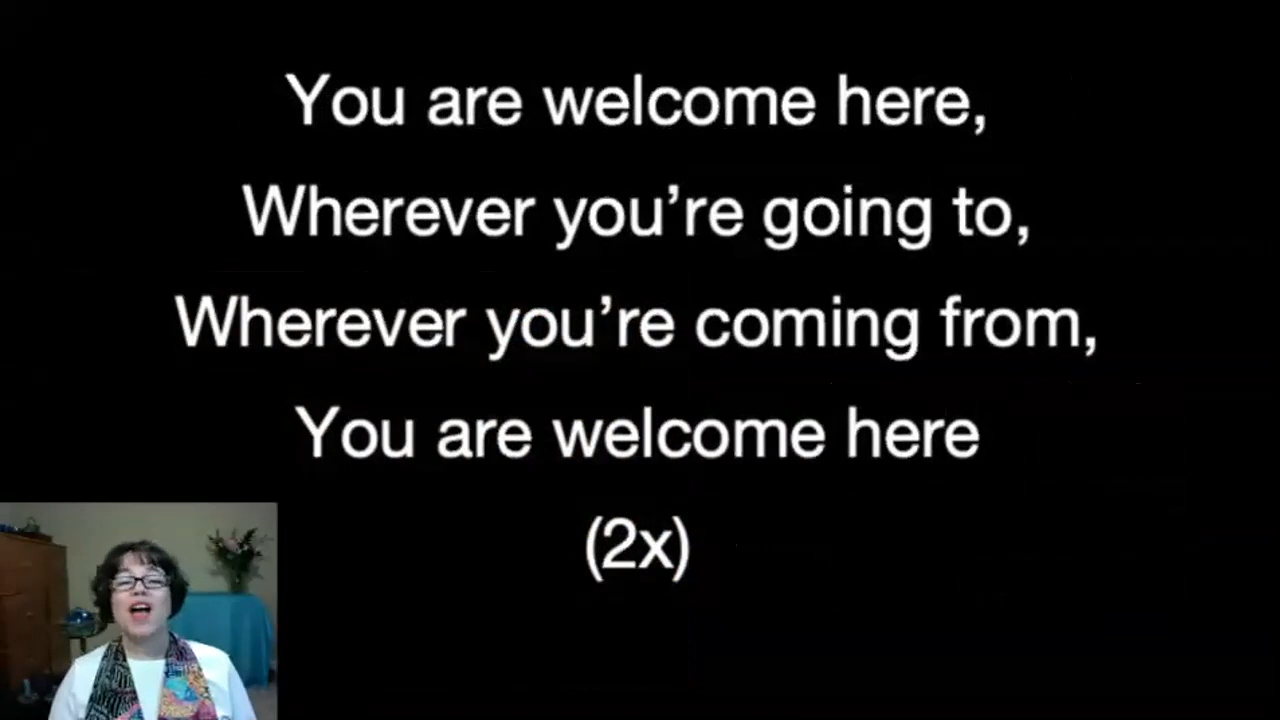 You are welcome here,
Wherever you’re going to,
Wherever you’re coming from,
You are welcome here
(2x)